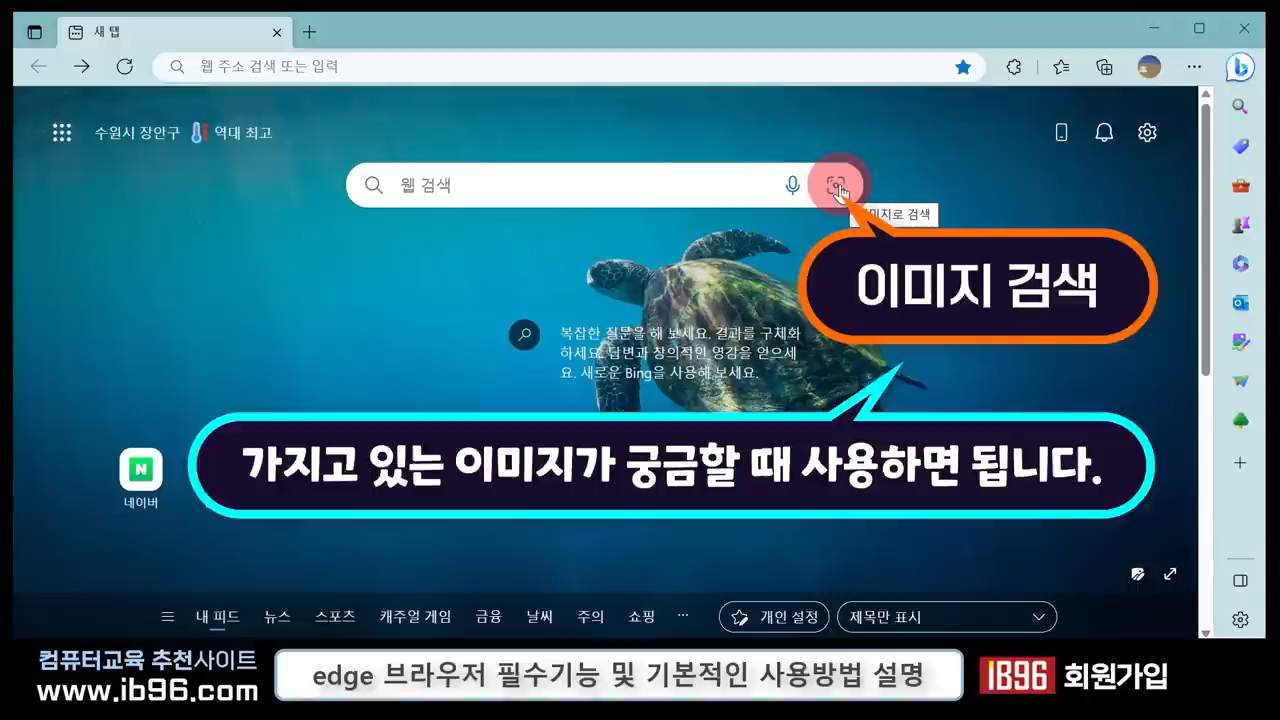 새 탭
웹 주소 검색 또는 입력
수원시 장안구 역대 최고
웹 검색
이미지 검색
복잡한 질문을 해 보세요. 결과를 구체화
하세요. 답변과 창의적인 영감을 얻으세
요. 새로운 Bing을 사용해 보세요.
가지고 있는 이미지가 궁금할 때 사용하면 됩니다.
N
네이버
내 피드 뉴스 스포츠 캐주얼 게임 금융 날씨 주의 쇼핑 ... 개인 설정 제목만 표시
컴퓨터교육 추천사이트
www.ib96.com
edge 브라우저 필수기능 및 기본적인 사용방법 설명
IB96 회원가입